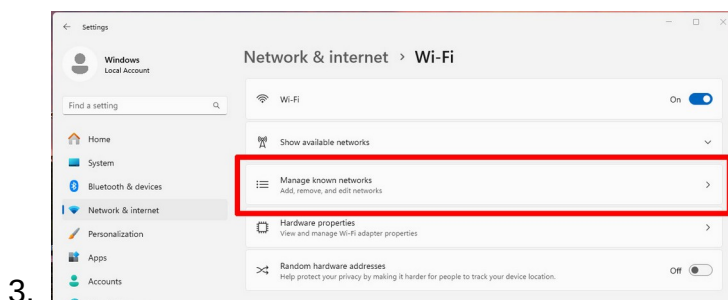 Settings
Windows
Local Account
Find a setting
Home
System
Bluetooth & devices
Network & internet
Personalization
Apps
Accounts
Network & internet > Wi-Fi
Wi-Fi
On
Show available networks
Manage known networks
Add, remove, and edit networks
Hardware properties
View and manage Wi-Fi adapter properties
Random hardware addresses
Help protect your privacy by making it harder for people to track your device location.
Off
3.